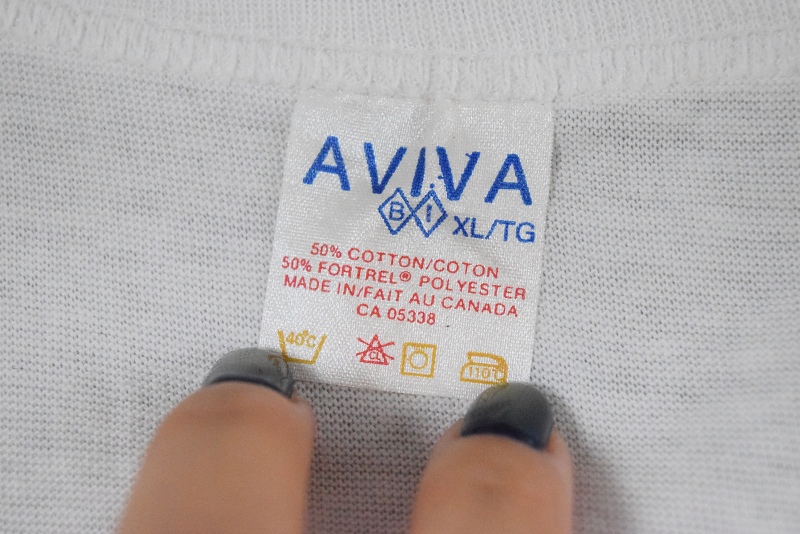 AVIVA
B I XL/TG
50% COTTON/COTON
50% FORTREL® POLYESTER
MADE IN/FAIT AU CANADA
CA 05338
40°C CL 110°C